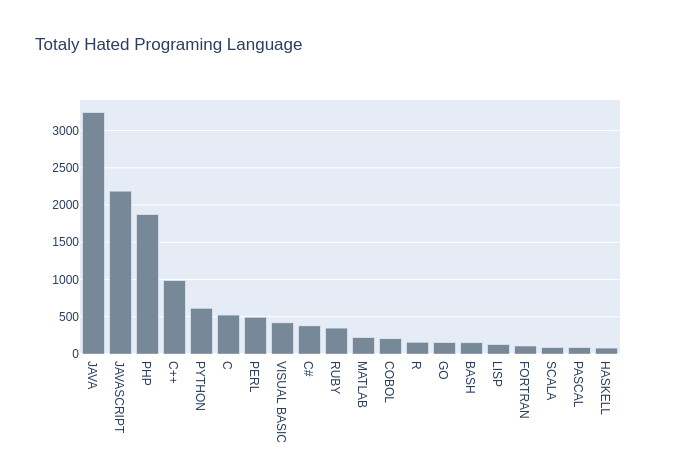 Totaly Hated Programing Language
3000
2500
2000
1500
1000
500
0
JAVA
JAVASCRIPT
PHP
C++
PYTHON
C
PERL
VISUAL BASIC
C#
RUBY
MATLAB
COBOL
R
GO
BASH
LISP
FORTRAN
SCALA
PASCAL
HASKELL